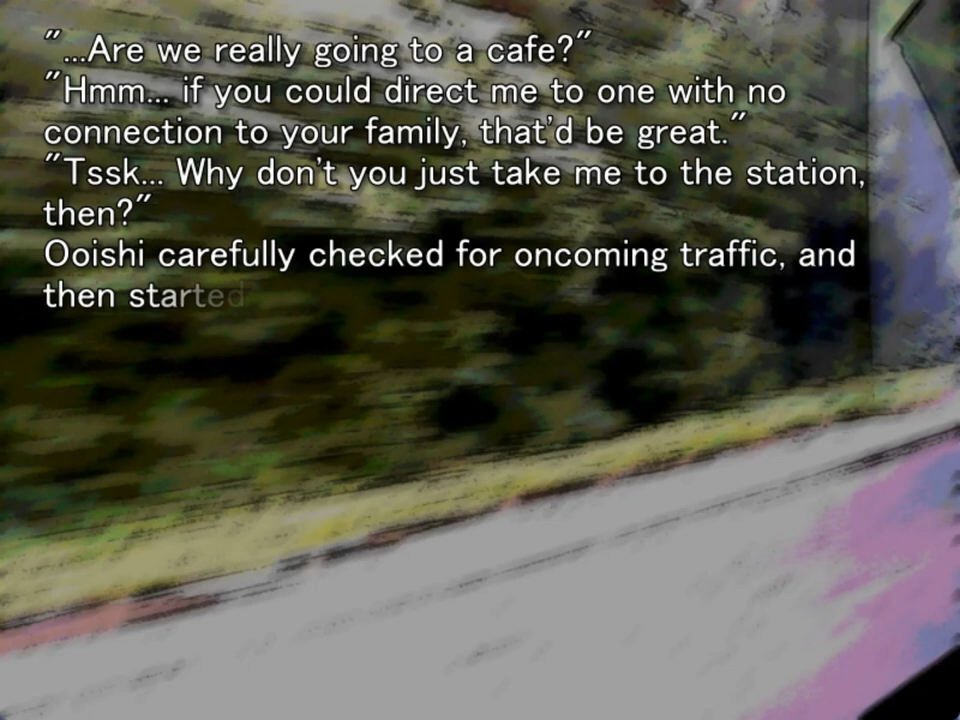 "...Are we really going to a cafe?"
"Hmm... if you could direct me to one with no
connection to your family, that'd be great."
"Tssk... Why don't you just take me to the station,
then?"
Ooishi carefully checked for oncoming traffic, and
then started